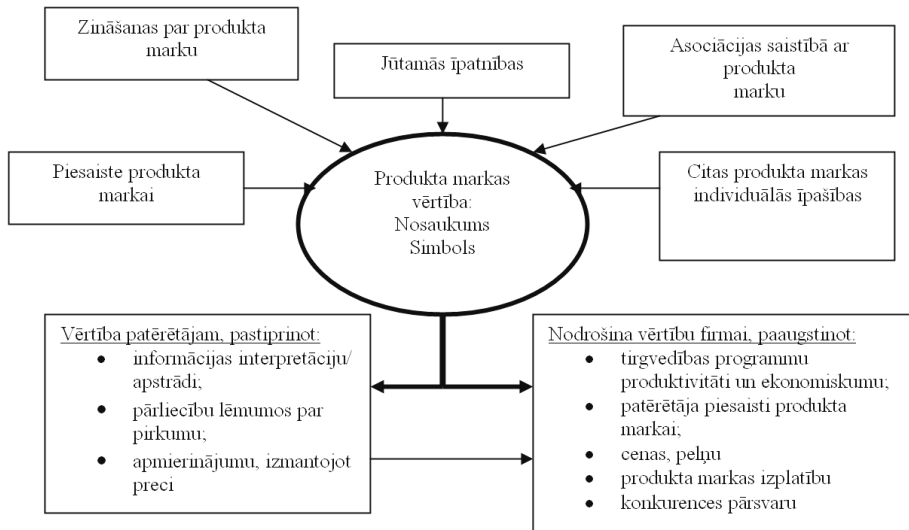 Zināšanas par produkta
marku
Jūtamās īpatnības
Asociācijas saistībā ar
produkta
marku
Piesaiste produkta
markai
Produkta markas
vērtība:
Nosaukums
Simbols
Citas produkta markas
individuālās īpašības
Vērtība patērētājam, pastiprinot:
• informācijas interpretāciju/
apstrādi;
• pārliecību lēmumos par
pirkumu;
• apmierinājumu, izmantojot
preci
Nodrošina vērtību firmai, paaugstinot:
• tirgvedības programmu
produktivitāti un ekonomiskumu;
• patērētāja piesaisti produkta
markai;
• cenas, peļņu
• produkta markas izplatību
• konkurences pārsvaru